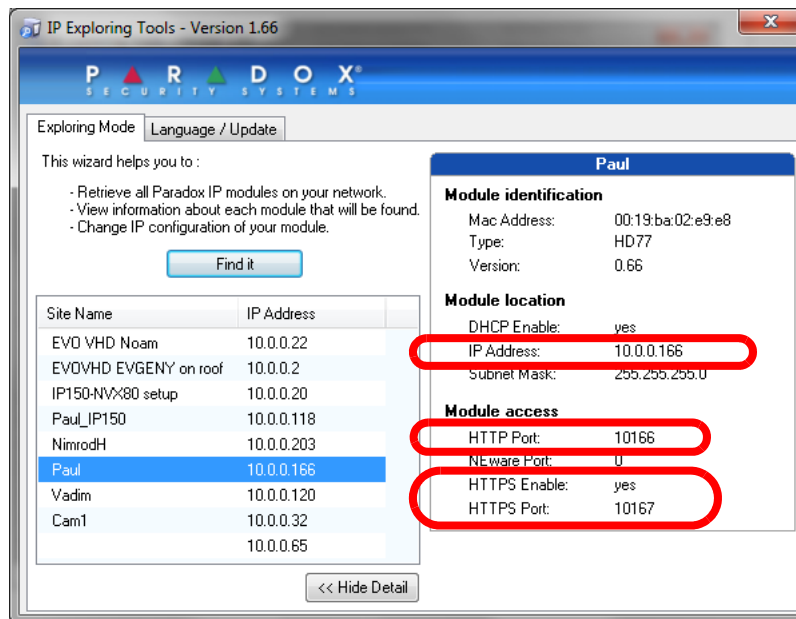 IP Exploring Tools - Version 1.66
x
PARADOX®
SECURITY SYSTEMS
Exploring Mode
Language / Update
This wizard helps you to :
- Retrieve all Paradox IP modules on your network.
- View information about each module that will be found.
- Change IP configuration of your module.
Find it
Site Name IP Address
EVO VHD Noam 10.0.0.22
EVOVHD EVGENY on roof 10.0.0.2
IP150-NVX80 setup 10.0.0.20
Paul_IP150 10.0.0.118
NimrodH 10.0.0.203
Paul 10.0.0.166
Vadim 10.0.0.120
Cam1 10.0.0.32
10.0.0.65
<< Hide Detail
Paul
Module identification
Mac Address: 00:19:ba:02:e9:e8
Type: HD77
Version: 0.66
Module location
DHCP Enable: yes
IP Address: 10.0.0.166
Subnet Mask: 255.255.255.0
Module access
HTTP Port: 10166
NEware Port: 0
HTTPS Enable: yes
HTTPS Port: 10167